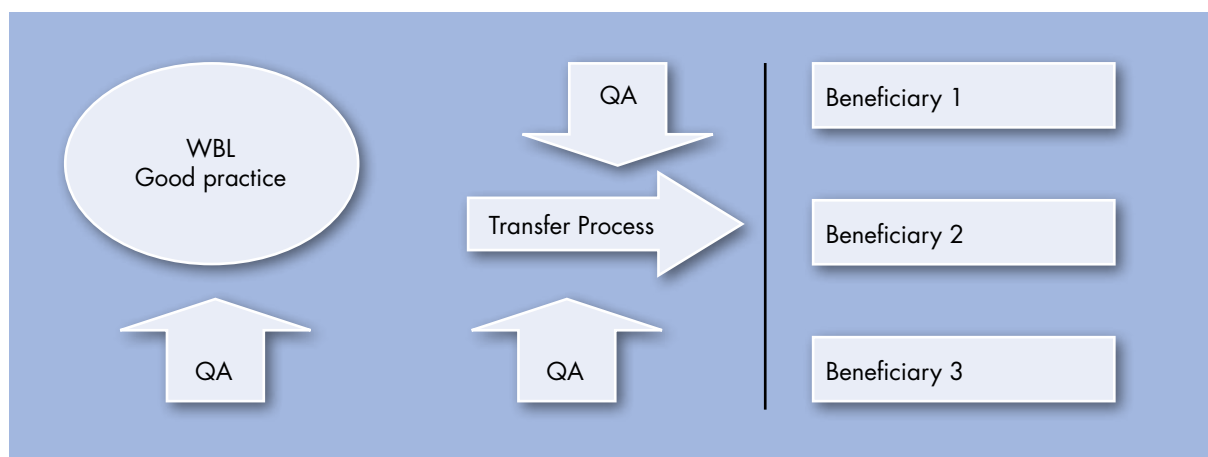 WBL
Good practice
QA
QA
Transfer Process
QA
Beneficiary 1
Beneficiary 2
Beneficiary 3